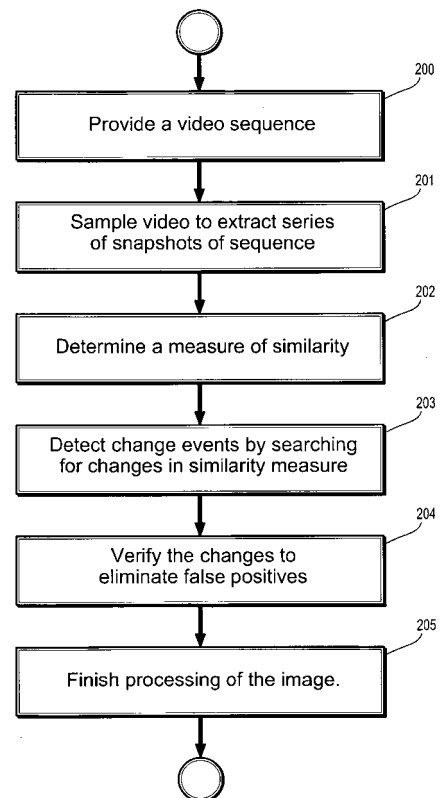 200
Provide a video sequence
201
Sample video to extract series
of snapshots of sequence
202
Determine a measure of similarity
203
Detect change events by searching
for changes in similarity measure
204
Verify the changes to
eliminate false positives
205
Finish processing of the image.